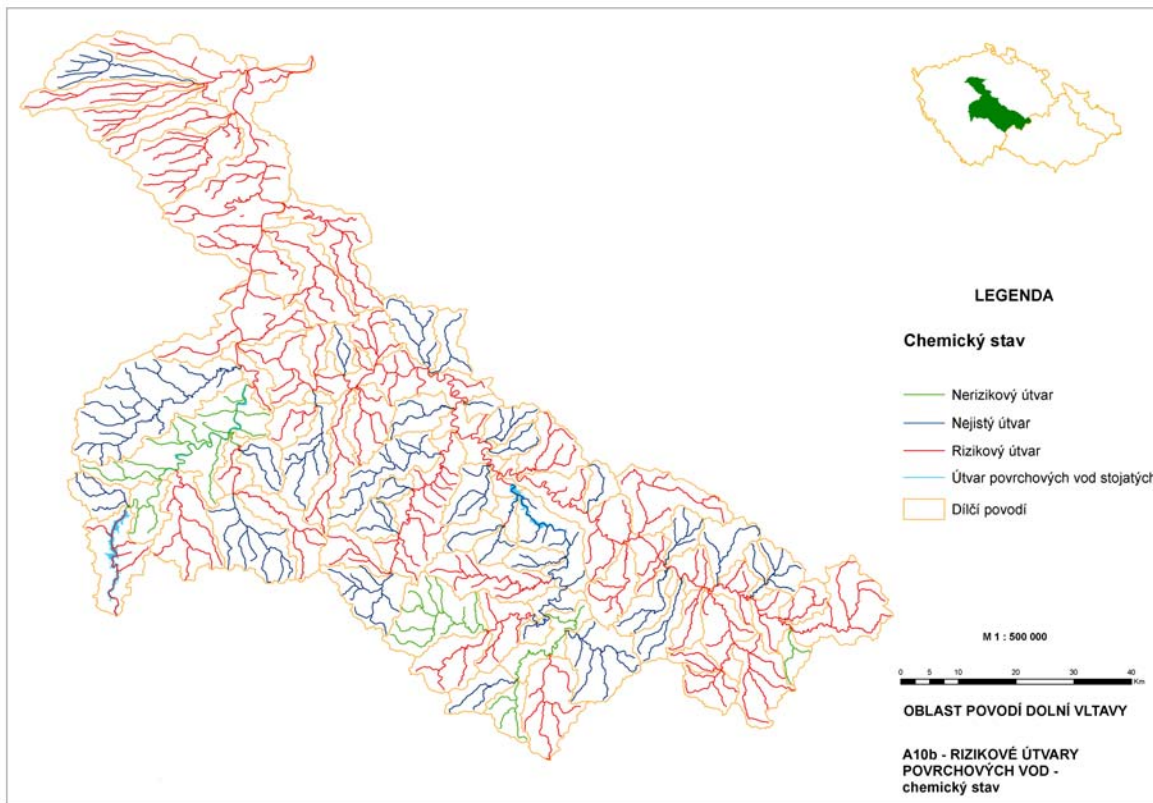 LEGENDA
Chemický stav
Nerizikový útvar
Nejistý útvar
Rizikový útvar
Útvar povrchových vod stojatých
Dílčí povodí
M 1 : 500 000
0 5 10 20 30 40
Km
OBLAST POVODÍ DOLNÍ VLTAVY
A10b - RIZIKOVÉ ÚTVARY
POVRCHOVÝCH VOD -
chemický stav